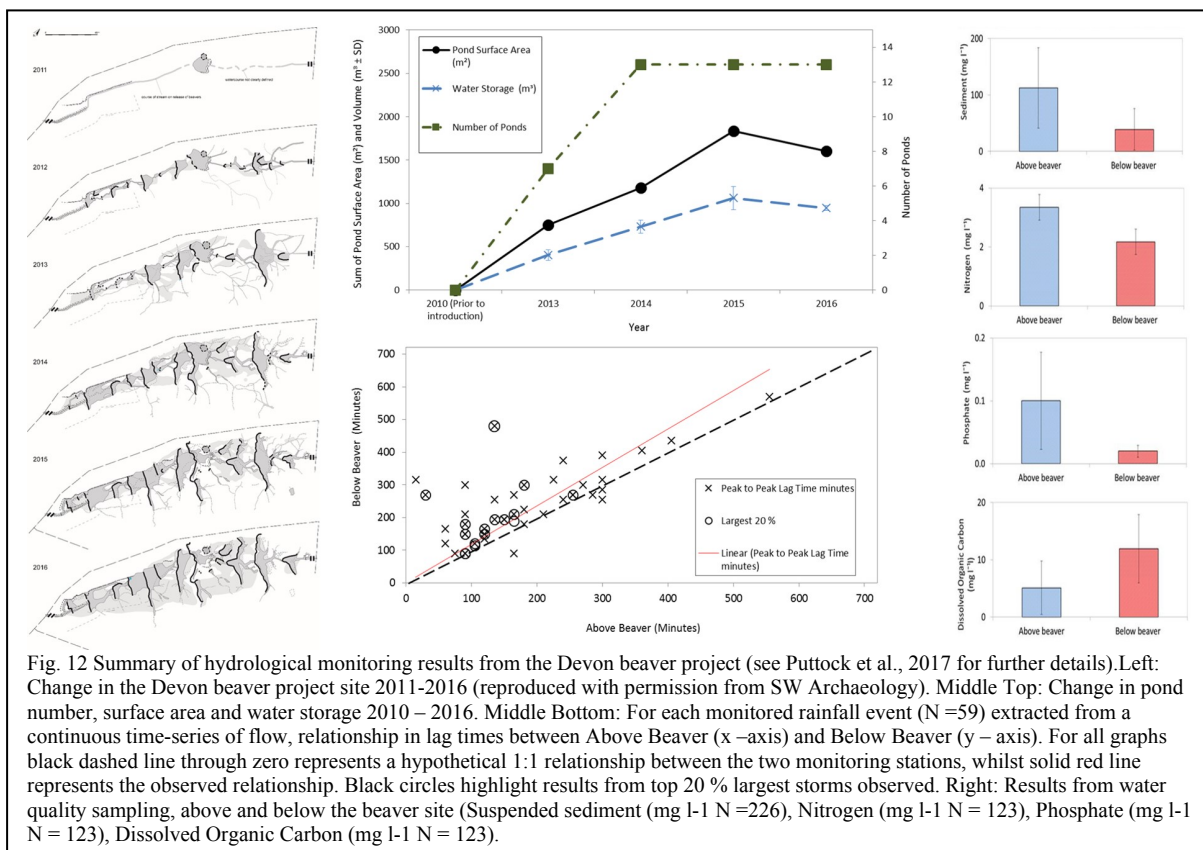 2011
watercourse not clearly defined
course of stream on release of beavers
2012
2013
2014
2015
2016
3000
2500
2000
1500
1000
500
0
Sum of Pond Surface Area (m²) and Volume (m³ ± SD)
Pond Surface Area
(m²)
Water Storage (m³)
Number of Ponds
14
12
10
8
6
4
2
0
Number of Ponds
2010 (Prior to
introduction)
2013
2014
2015
2016
Year
700
600
500
400
300
200
100
0
Below Beaver (Minutes)
Peak to Peak Lag Time minutes
Largest 20 %
Linear (Peak to Peak Lag Time
minutes)
0
100
200
300
400
500
600
700
Above Beaver (Minutes)
Sediment (mg l⁻¹)
200
100
0
Above beaver
Below beaver
Nitrogen (mg l⁻¹)
4
2
0
Above beaver
Below beaver
Phosphate (mg l⁻¹)
0.2
0.1
0.0
Above beaver
Below beaver
Dissolved Organic Carbon
(mg l⁻¹)
20
10
0
Above beaver
Below beaver
Fig. 12 Summary of hydrological monitoring results from the Devon beaver project (see Puttock et al., 2017 for further details).Left:
Change in the Devon beaver project site 2011-2016 (reproduced with permission from SW Archaeology). Middle Top: Change in pond
number, surface area and water storage 2010 – 2016. Middle Bottom: For each monitored rainfall event (N =59) extracted from a
continuous time-series of flow, relationship in lag times between Above Beaver (x –axis) and Below Beaver (y – axis). For all graphs
black dashed line through zero represents a hypothetical 1:1 relationship between the two monitoring stations, whilst solid red line
represents the observed relationship. Black circles highlight results from top 20 % largest storms observed. Right: Results from water
quality sampling, above and below the beaver site (Suspended sediment (mg l-1 N =226), Nitrogen (mg l-1 N = 123), Phosphate (mg l-1
N = 123), Dissolved Organic Carbon (mg l-1 N = 123).